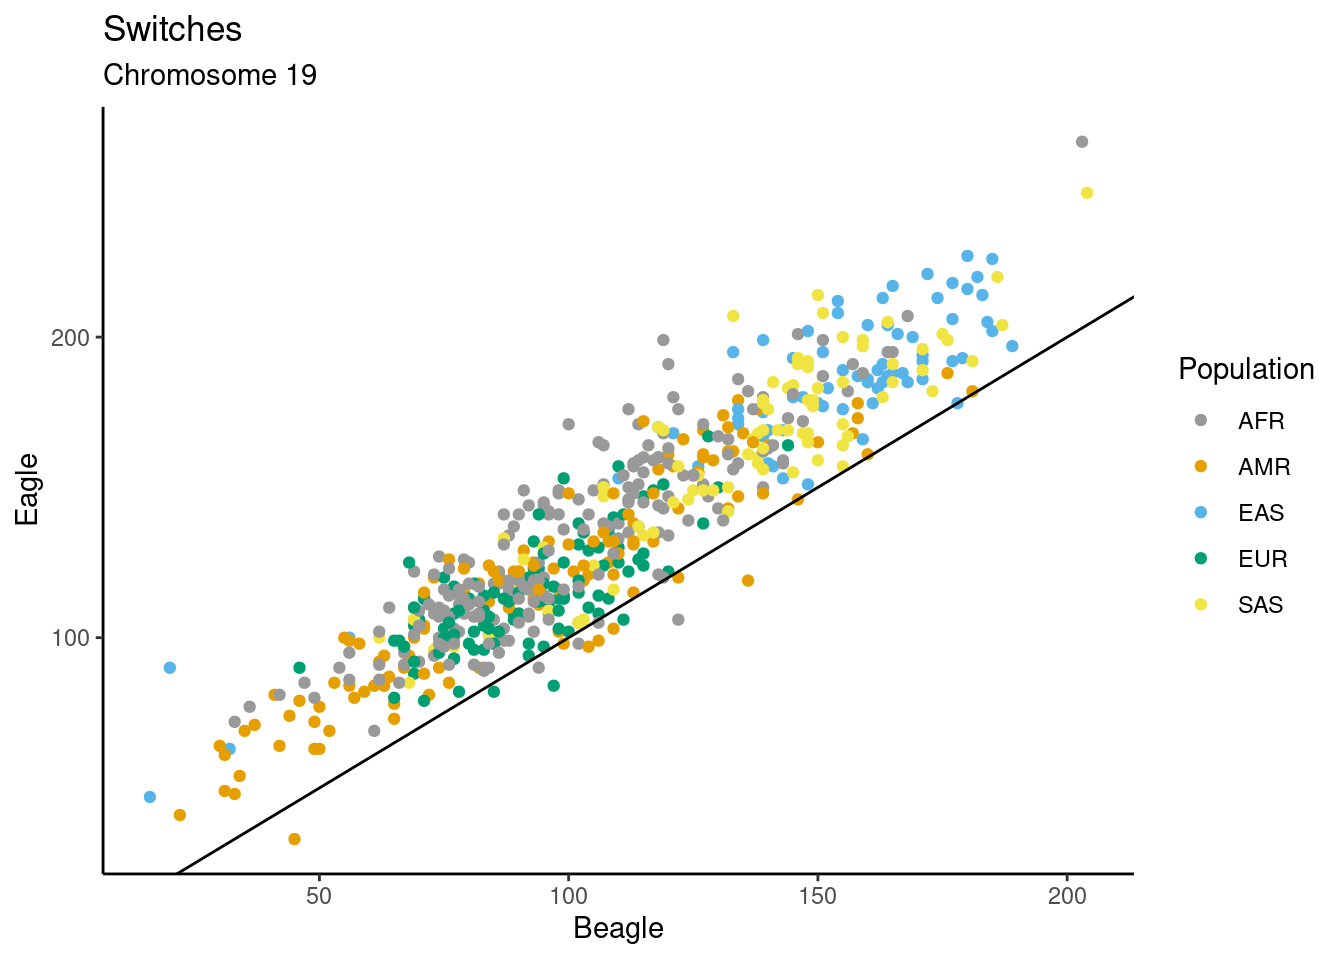 Switches
Chromosome 19
200
100
Eagle
50
100
150
200
Beagle
Population
AFR
AMR
EAS
EUR
SAS